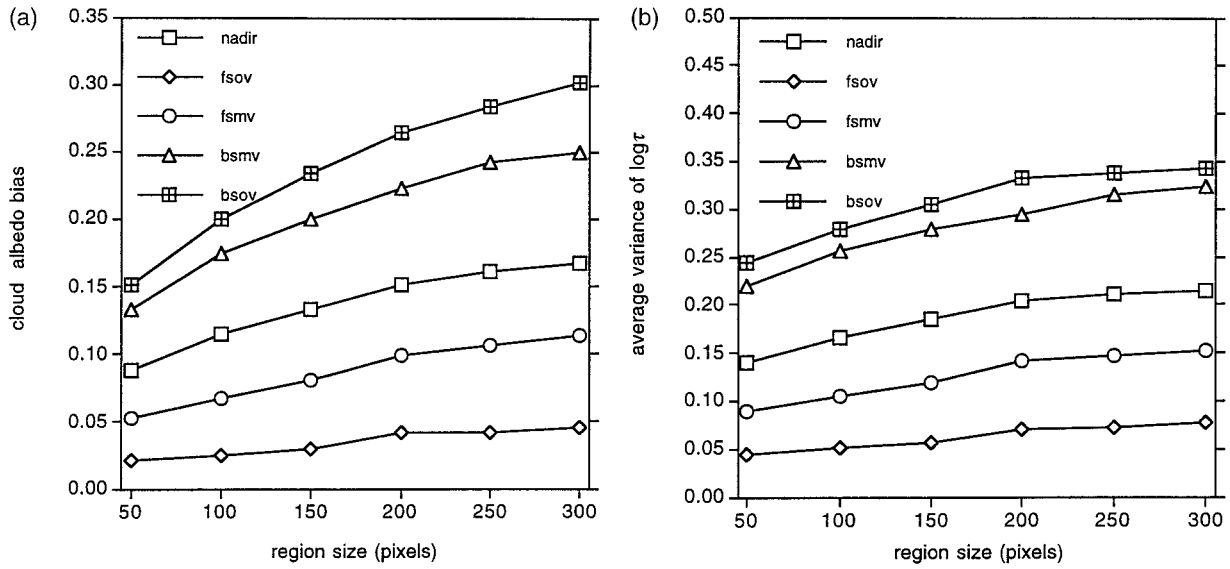 (a)
cloud albedo bias
0.35
0.30
0.25
0.20
0.15
0.10
0.05
0.00
nadir
fsov
fsmv
bsmv
bsov
50 100 150 200 250 300
region size (pixels)
(b)
average variance of logτ
0.50
0.45
0.40
0.35
0.30
0.25
0.20
0.15
0.10
0.05
0.00
nadir
fsov
fsmv
bsmv
bsov
50 100 150 200 250 300
region size (pixels)